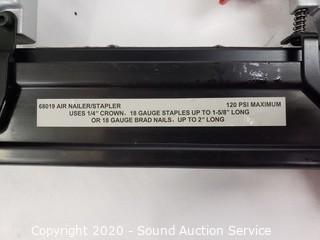 68019 AIR NAILER/STAPLER 120 PSI MAXIMUM
USES 1/4" CROWN, 18 GAUGE STAPLES UP TO 1-5/8" LONG
OR 18 GAUGE BRAD NAILS, UP TO 2" LONG
Copyright 2020 - Sound Auction Service